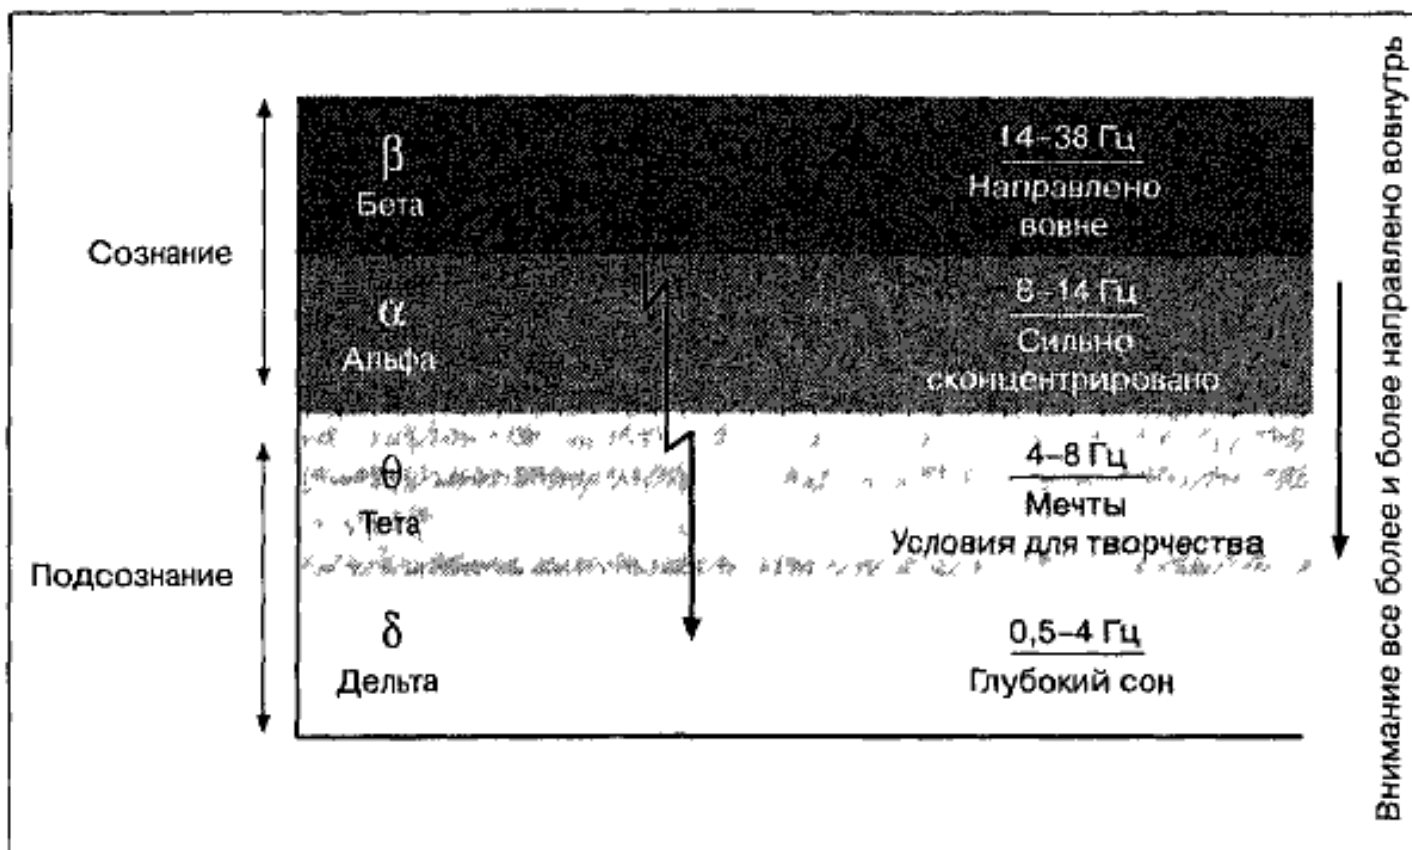 β
Бета
14–38 Гц
Направлено
вовне
Сознание
α
Альфа
8–14 Гц
Сильно
сконцентрировано
θ
Тета
4–8 Гц
Мечты
Условия для творчества
Подсознание
δ
Дельта
0,5–4 Гц
Глубокий сон
Внимание все более и более направлено вовнутрь